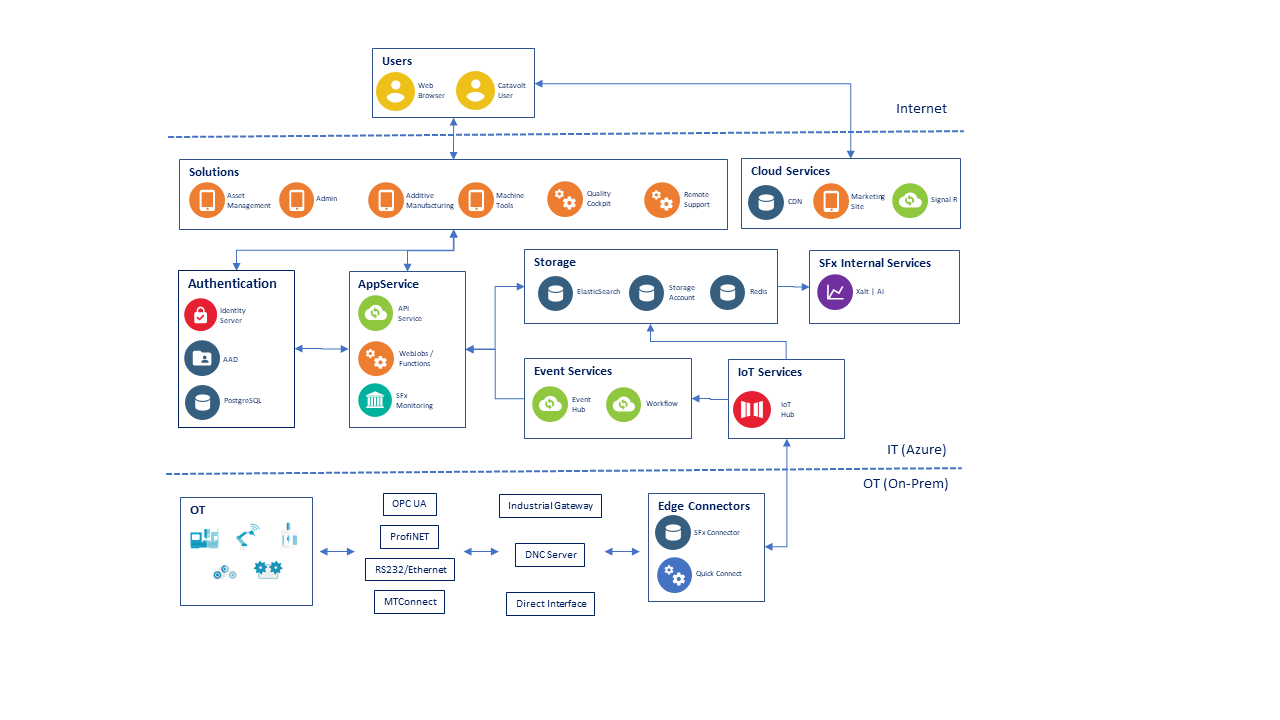 Users
Web
Browser
Catavolt
User
Internet
Solutions
Asset
Management
Admin
Additive
Manufacturing
Machine
Tools
Quality
Cockpit
Remote
Support
Cloud Services
CDN
Marketing
Site
Signal-R
Authentication
Identity
Server
AAD
PostgreSQL
AppService
API
Service
WebJobs /
Functions
SFx
Monitoring
Storage
ElasticSearch
Storage
Account
Redis
SFx Internal Services
Xalt | AI
Event Services
Event
Hub
Workflow
IoT Services
IoT
Hub
IT (Azure)
OT (On-Prem)
OT
OPC UA
ProfiNET
RS232/Ethernet
MTConnect
Industrial Gateway
DNC Server
Direct Interface
Edge Connectors
SFx Connector
Quick Connect